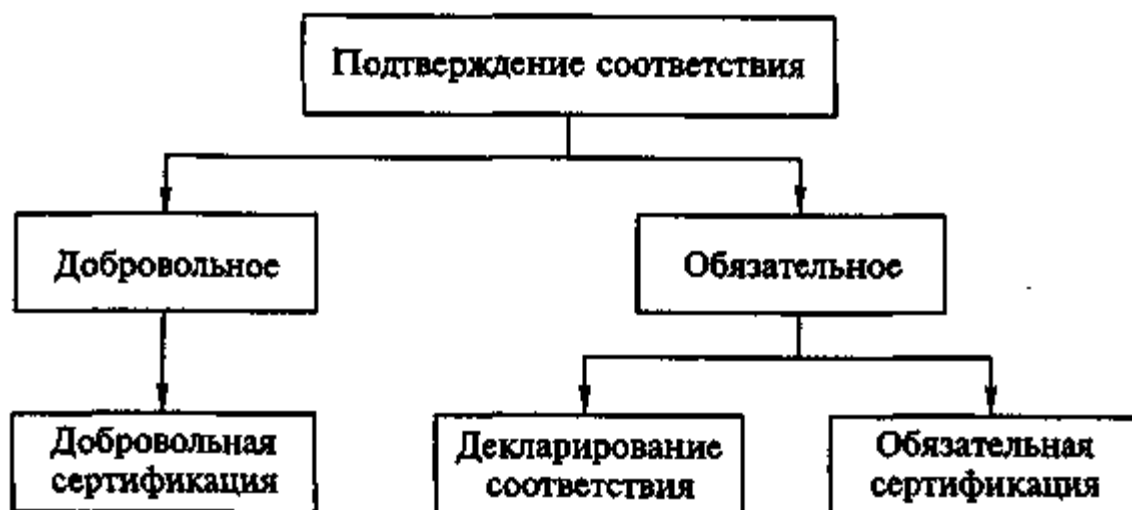 Подтверждение соответствия
Добровольное
Обязательное
Добровольная
сертификация
Декларирование
соответствия
Обязательная
сертификация